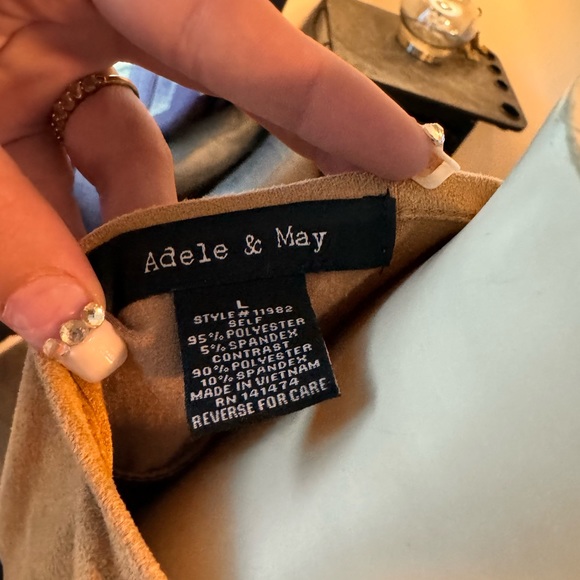 Adele & May
L
STYLE# 11982
SELF
95% POLYESTER
5% SPANDEX
CONTRAST
90% POLYESTER
10% SPANDEX
MADE IN VIETNAM
RN 141474
REVERSE FOR CARE